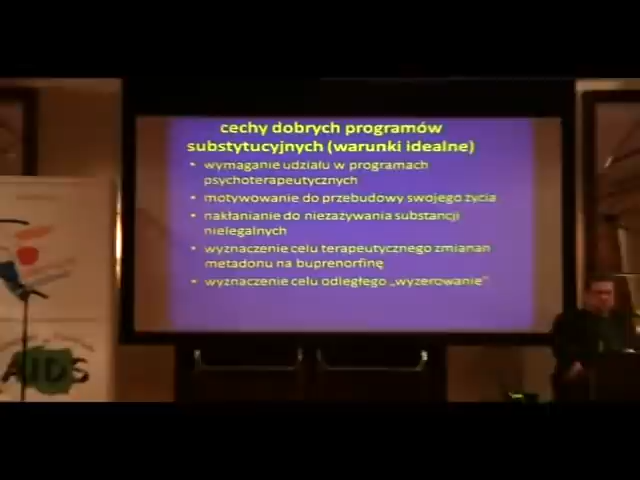 cechy dobrych programów
substytucyjnych (warunki idealne)
• wymaganie udziału w programach
psychoterapeutycznych
• motywowanie do przebudowy swojego życia
• nakłanianie do niezażywania substancji
nielegalnych
• wyznaczenie celu terapeutycznego zmianan
metadonu na buprenorfinę
• wyznaczenie celu odległego „wyzerowanie”
AIDS